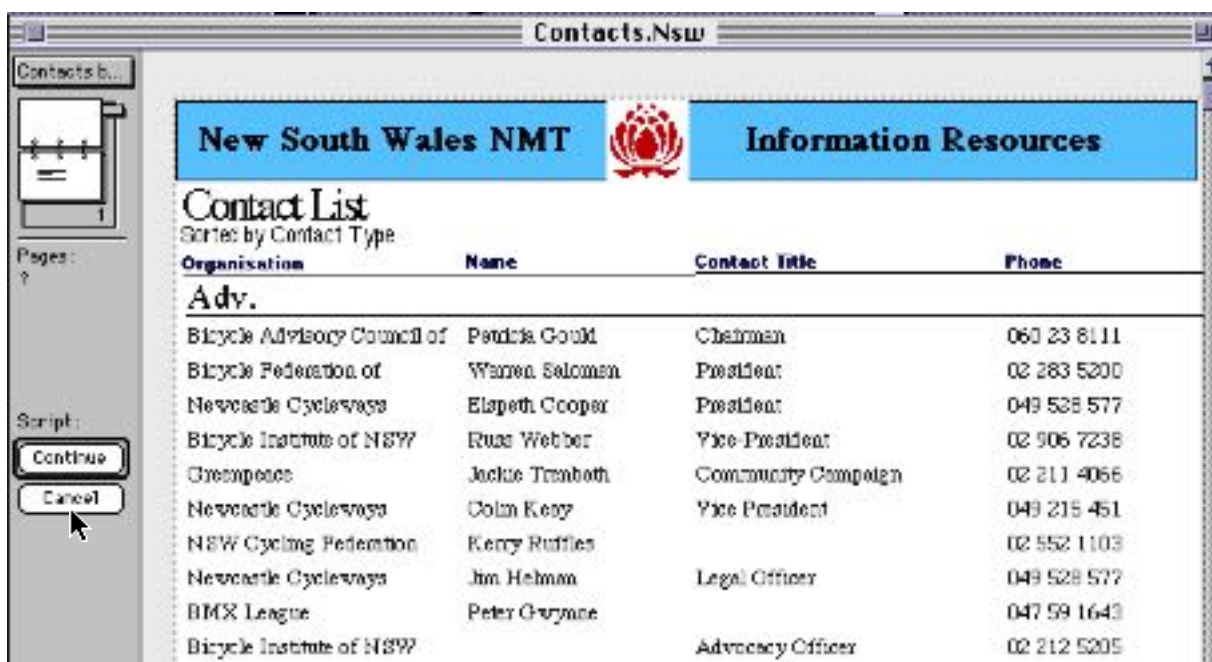 Contacts.Nsw
Contacts b...
1
Pages:
?
Script:
Continue
Cancel
New South Wales NMT Information Resources
Contact List
Sorted by Contact Type
Organisation Name Contact Title Phone
Adv.
Bicycle Advisory Council of Patricia Gould Chairman 060 23 8111
Bicycle Federation of Warren Salomon President 02 283 5200
Newcastle Cycleways Elspeth Cooper President 049 528 577
Bicycle Institute of NSW Russ Webber Vice-President 02 906 7238
Greenpeace Jackie Community Campaign 02 211 4066
Newcastle Cycleways Colin Vice President 049 215 451
NSW Cycling Federation Kerry Ruffles 02 552 1103
Newcastle Cycleways Jim Legal Officer 049 528 577
BMX League Peter Gwynne 047 59 1643
Bicycle Institute of NSW Advocacy Officer 02 212 5205